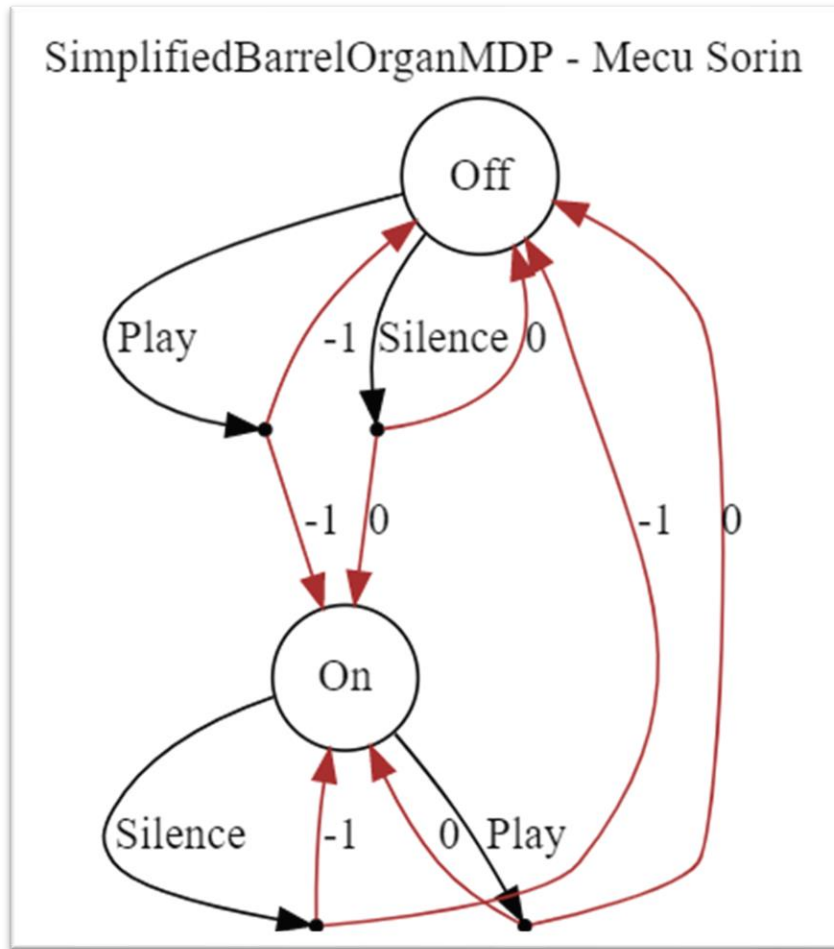 SimplifiedBarrelOrganMDP - Mecu Sorin
Off
Play
-1
Silence
0
-1
0
-1
0
On
Silence
-1
0
Play